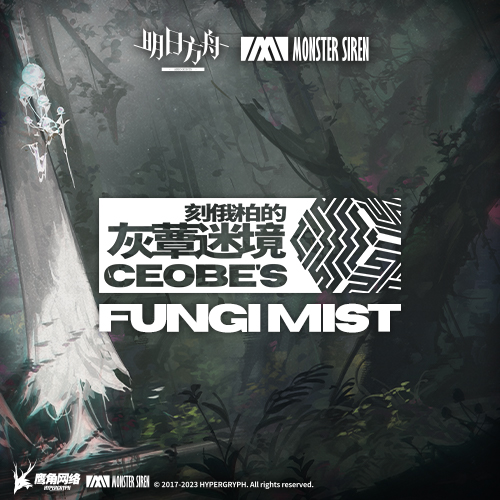 明日方舟
MONSTER SIREN
刻俄柏的
灰蕈迷境
CEOBE'S
FUNGI MIST
鹰角网络
HYPERGRYPH
MONSTER SIREN
© 2017-2023 HYPERGRYPH. All rights reserved.